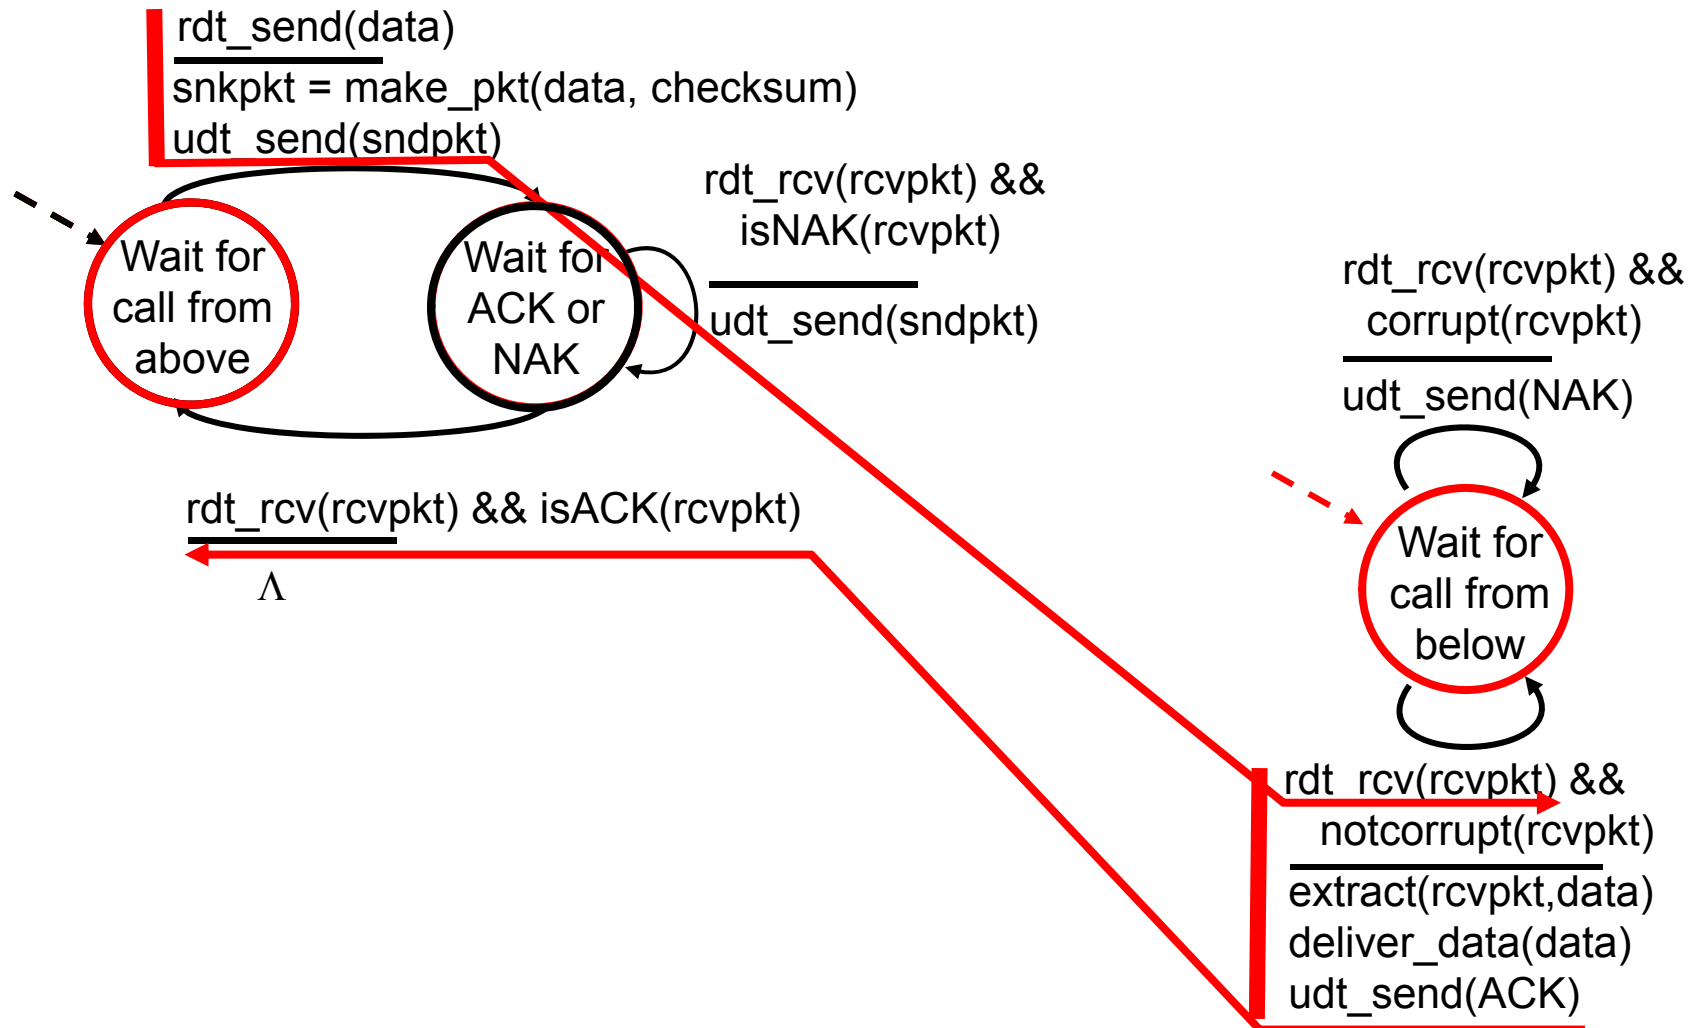 rdt_send(data)
snkpkt = make_pkt(data, checksum)
udt_send(sndpkt)
rdt_rcv(rcvpkt) &&
isNAK(rcvpkt)
udt_send(sndpkt)
Wait for
call from
above
Wait for
ACK or
NAK
rdt_rcv(rcvpkt) && isACK(rcvpkt)
Λ
rdt_rcv(rcvpkt) &&
corrupt(rcvpkt)
udt_send(NAK)
Wait for
call from
below
rdt_rcv(rcvpkt) &&
notcorrupt(rcvpkt)
extract(rcvpkt,data)
deliver_data(data)
udt_send(ACK)